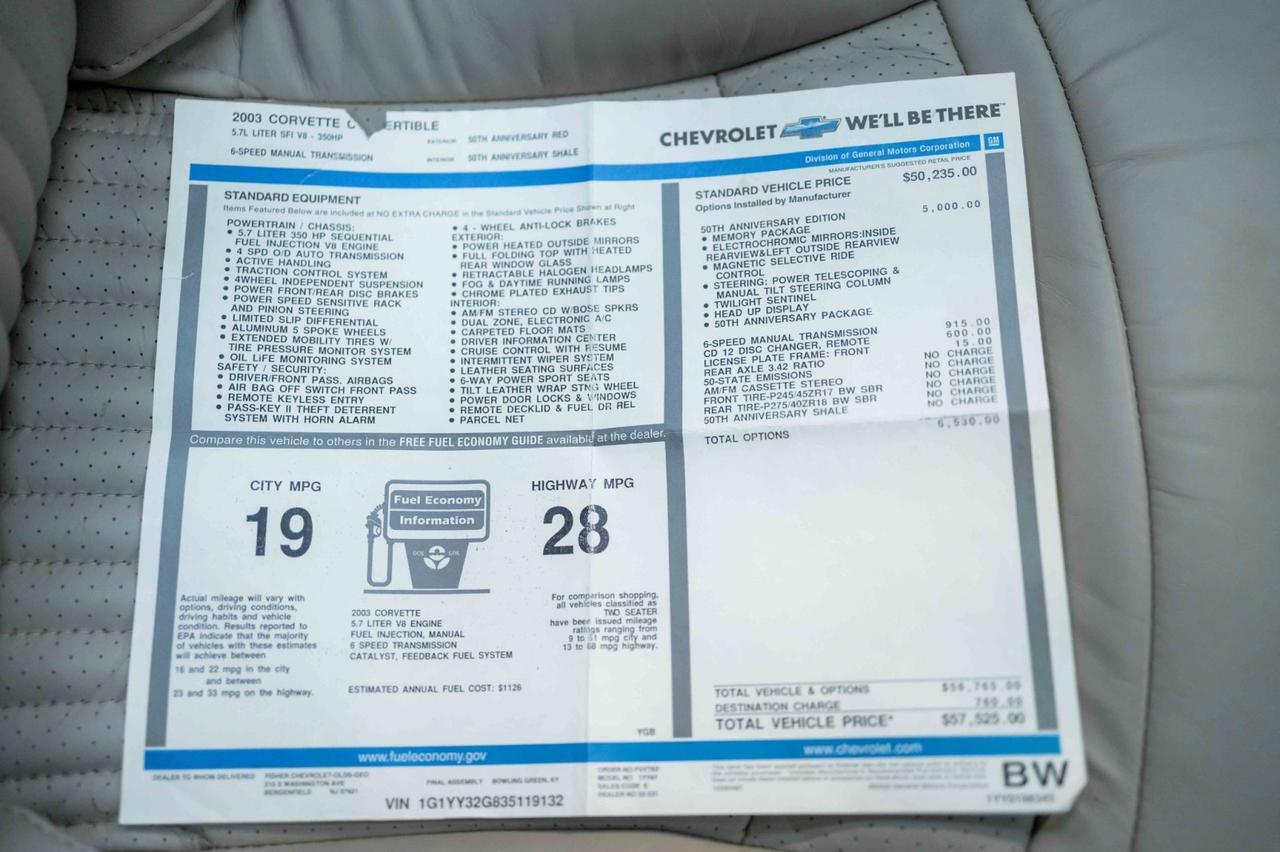 2003 CORVETTE C ERTIBLE
5.7L LITER SFI V8 - 350HP
EXTERIOR 50TH ANNIVERSARY RED
6-SPEED MANUAL TRANSMISSION
INTERIOR 50TH ANNIVERSARY SHALE
CHEVROLET WE'LL BE THERE™
Division of General Motors Corporation GM
STANDARD EQUIPMENT
Items Featured Below are included at NO EXTRA CHARGE in the Standard Vehicle Price Shown at Right
POWERTRAIN / CHASSIS:
• 5.7 LITER 350 HP SEQUENTIAL
FUEL INJECTION V8 ENGINE
• 4 SPD O/D AUTO TRANSMISSION
• ACTIVE HANDLING
• TRACTION CONTROL SYSTEM
• 4WHEEL INDEPENDENT SUSPENSION
• POWER FRONT/REAR DISC BRAKES
• POWER SPEED SENSITIVE RACK
AND PINION STEERING
• LIMITED SLIP DIFFERENTIAL
• ALUMINUM 5 SPOKE WHEELS
• EXTENDED MOBILITY TIRES W/
TIRE PRESSURE MONITOR SYSTEM
• OIL LIFE MONITORING SYSTEM
SAFETY / SECURITY:
• DRIVER/FRONT PASS. AIRBAGS
• AIR BAG OFF SWITCH FRONT PASS
• REMOTE KEYLESS ENTRY
• PASS-KEY II THEFT DETERRENT
SYSTEM WITH HORN ALARM
• 4 - WHEEL ANTI-LOCK BRAKES
EXTERIOR:
• POWER HEATED OUTSIDE MIRRORS
• FULL FOLDING TOP WITH HEATED
REAR WINDOW GLASS
• RETRACTABLE HALOGEN HEADLAMPS
• FOG & DAYTIME RUNNING LAMPS
• CHROME PLATED EXHAUST TIPS
INTERIOR:
• AM/FM STEREO CD W/BOSE SPKRS
• DUAL ZONE, ELECTRONIC A/C
• CARPETED FLOOR MATS
• DRIVER INFORMATION CENTER
• CRUISE CONTROL WITH RESUME
• INTERMITTENT WIPER SYSTEM
• LEATHER SEATING SURFACES
• 6-WAY POWER SPORT SEATS
• TILT LEATHER WRAP STNG WHEEL
• POWER DOOR LOCKS & WINDOWS
• REMOTE DECKLID & FUEL DR REL
• PARCEL NET
MANUFACTURER'S SUGGESTED RETAIL PRICE
STANDARD VEHICLE PRICE $50,235.00
Options Installed by Manufacturer
50TH ANNIVERSARY EDITION 5,000.00
• MEMORY PACKAGE
• ELECTROCHROMIC MIRRORS:INSIDE
REARVIEW&LEFT OUTSIDE REARVIEW
• MAGNETIC SELECTIVE RIDE
CONTROL
• STEERING: POWER TELESCOPING &
MANUAL TILT STEERING COLUMN
• TWILIGHT SENTINEL
• HEAD UP DISPLAY
• 50TH ANNIVERSARY PACKAGE
6-SPEED MANUAL TRANSMISSION 915.00
CD 12 DISC CHANGER, REMOTE 600.00
LICENSE PLATE FRAME: FRONT 15.00
REAR AXLE 3.42 RATIO NO CHARGE
50-STATE EMISSIONS NO CHARGE
AM/FM CASSETTE STEREO NO CHARGE
FRONT TIRE-P245/45ZR17 BW SBR NO CHARGE
REAR TIRE-P275/40ZR18 BW SBR NO CHARGE
50TH ANNIVERSARY SHALE NO CHARGE
TOTAL OPTIONS 6,530.00
Compare this vehicle to others in the FREE FUEL ECONOMY GUIDE available at the dealer.
CITY MPG
19
Fuel Economy
Information
DOE EPA
HIGHWAY MPG
28
Actual mileage will vary with
options, driving conditions,
driving habits and vehicle
condition. Results reported to
EPA indicate that the majority
of vehicles with these estimates
will achieve between
16 and 22 mpg in the city
and between
23 and 33 mpg on the highway.
2003 CORVETTE
5.7 LITER V8 ENGINE
FUEL INJECTION, MANUAL
6 SPEED TRANSMISSION
CATALYST, FEEDBACK FUEL SYSTEM
ESTIMATED ANNUAL FUEL COST: $1126
For comparison shopping,
all vehicles classified as
TWO SEATER
have been issued mileage
ratings ranging from
9 to 61 mpg city and
13 to 68 mpg highway.
YGB
TOTAL VEHICLE & OPTIONS $56,765.00
DESTINATION CHARGE 760.00
TOTAL VEHICLE PRICE* $57,525.00
www.fueleconomy.gov
www.chevrolet.com
DEALER TO WHOM DELIVERED
FISHER CHEVROLET-OLDS-GEO
S WASHINGTON AVE
BERGENFIELD NJ 07621
FINAL ASSEMBLY BOWLING GREEN, KY
VIN 1G1YY32G835119132
BW